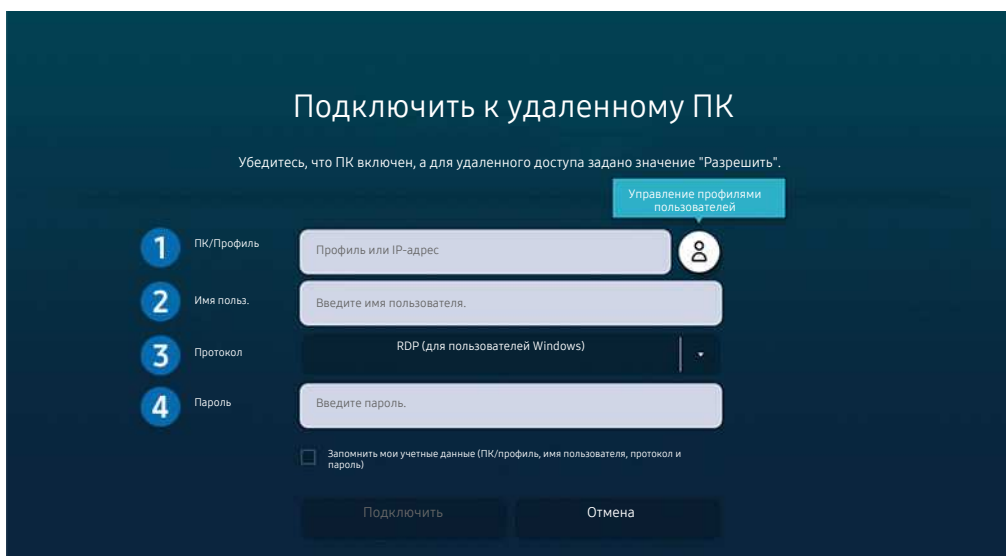 Подключить к удаленному ПК
Убедитесь, что ПК включен, а для удаленного доступа задано значение "Разрешить".
Управление профилями
пользователей
1 ПК/Профиль Профиль или IP-адрес
2 Имя польз. Введите имя пользователя.
3 Протокол RDP (для пользователей Windows)
4 Пароль Введите пароль.
Запомнить мои учетные данные (ПК/профиль, имя пользователя, протокол и
пароль)
Подключить Отмена